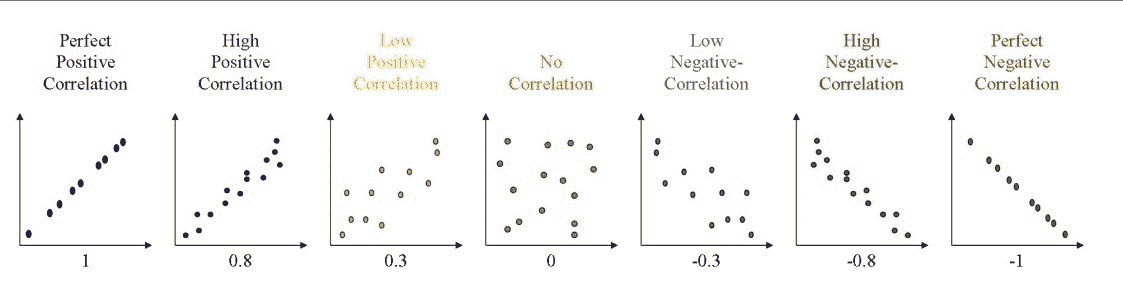 Perfect
Positive
Correlation
High
Positive
Correlation
Low
Positive
Correlation
No
Correlation
Low
Negative-
Correlation
High
Negative-
Correlation
Perfect
Negative
Correlation
1
0.8
0.3
0
-0.3
-0.8
-1